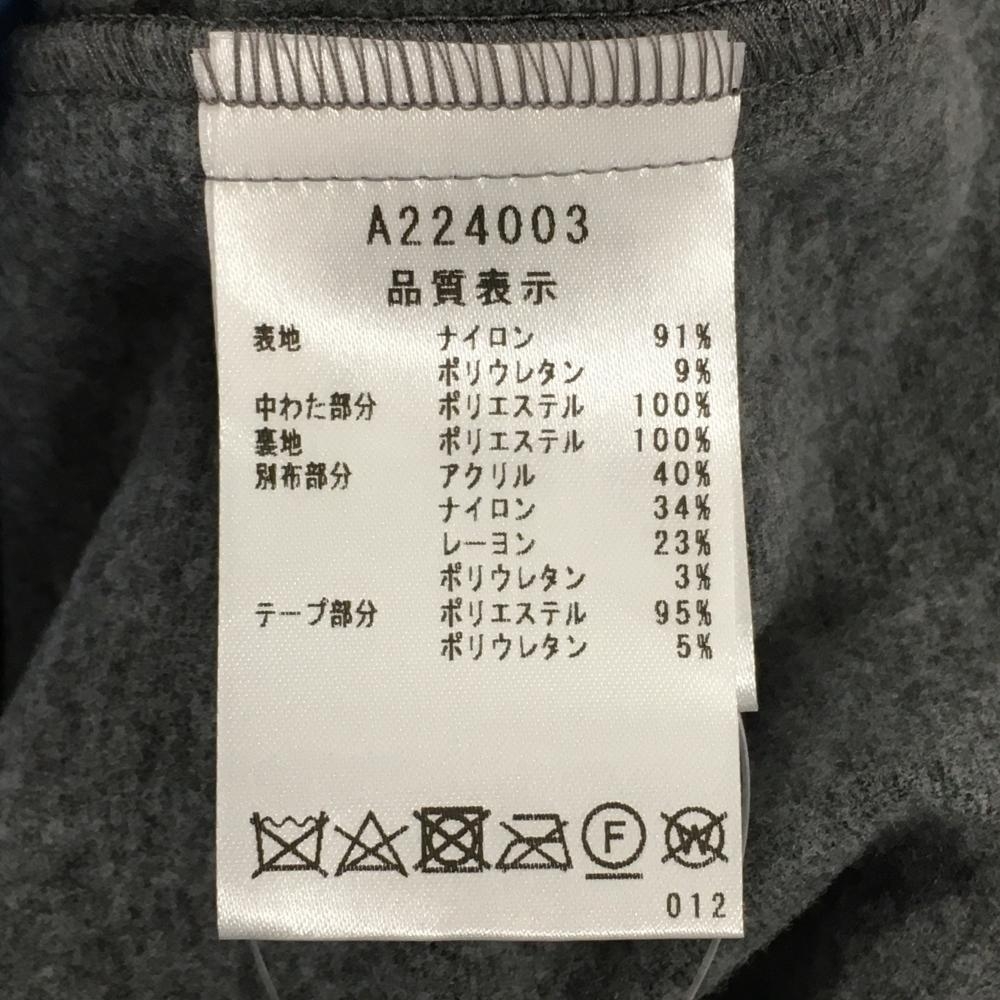 A224003
品質表示
表地 ナイロン 91%
ポリウレタン 9%
中わた部分 ポリエステル 100%
裏地 ポリエステル 100%
別布部分 アクリル 40%
ナイロン 34%
レーヨン 23%
ポリウレタン 3%
テープ部分 ポリエステル 95%
ポリウレタン 5%
F W
012